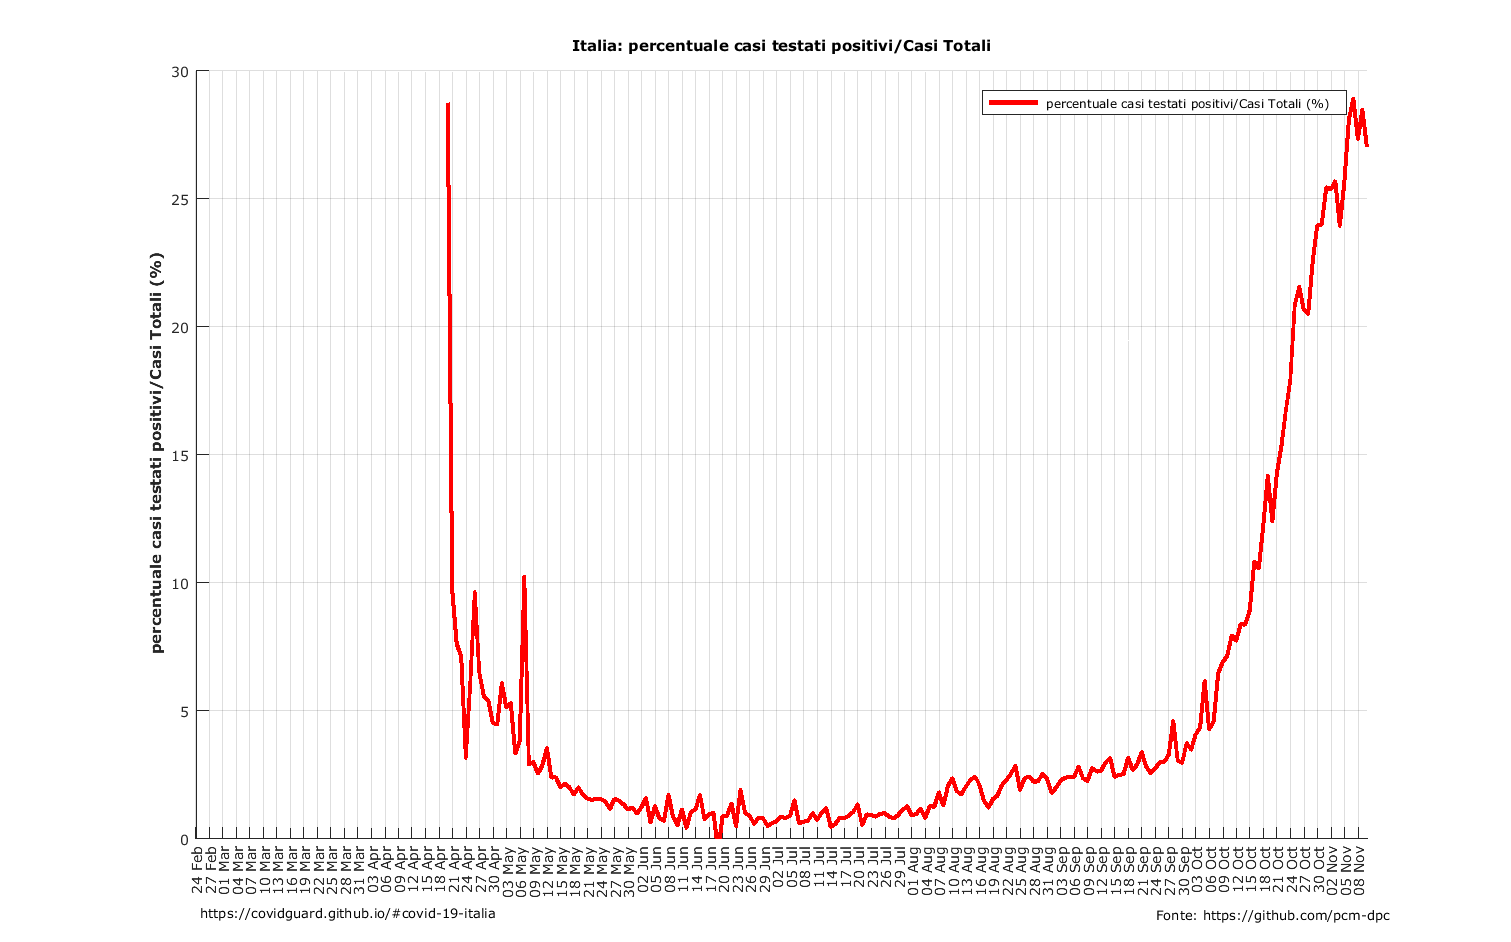 Italia: percentuale casi testati positivi/Casi Totali
percentuale casi testati positivi/Casi Totali (%)
percentuale casi testati positivi/Casi Totali (%)
30
25
20
15
10
5
0
24 Feb
27 Feb
01 Mar
04 Mar
07 Mar
10 Mar
13 Mar
16 Mar
19 Mar
22 Mar
25 Mar
28 Mar
31 Mar
03 Apr
06 Apr
09 Apr
12 Apr
15 Apr
18 Apr
21 Apr
24 Apr
27 Apr
30 Apr
03 May
06 May
09 May
12 May
15 May
18 May
21 May
24 May
27 May
30 May
02 Jun
05 Jun
08 Jun
11 Jun
14 Jun
17 Jun
20 Jun
23 Jun
26 Jun
29 Jun
02 Jul
05 Jul
08 Jul
11 Jul
14 Jul
17 Jul
20 Jul
23 Jul
26 Jul
29 Jul
01 Aug
04 Aug
07 Aug
10 Aug
13 Aug
16 Aug
19 Aug
22 Aug
25 Aug
28 Aug
31 Aug
03 Sep
06 Sep
09 Sep
12 Sep
15 Sep
18 Sep
21 Sep
24 Sep
27 Sep
30 Sep
03 Oct
06 Oct
09 Oct
12 Oct
15 Oct
18 Oct
21 Oct
24 Oct
27 Oct
30 Oct
02 Nov
05 Nov
08 Nov
https://covidguard.github.io/#covid-19-italia
Fonte: https://github.com/pcm-dpc